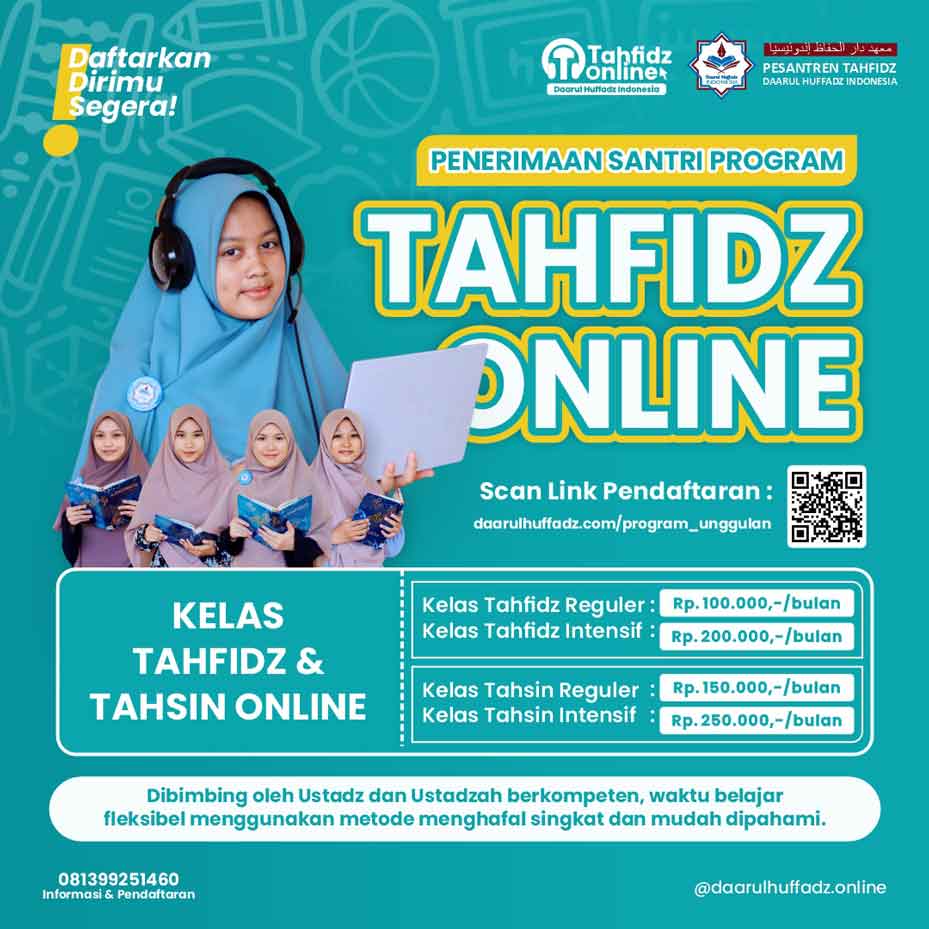 Daftarkan
Dirimu
Segera!
Tahfidz
Online
Daarul Huffadz Indonesia
Daarul Huffadz
INDONESIA
معهد دار الحفاظ إندونيسيا
PESANTREN TAHFIDZ
DAARUL HUFFADZ INDONESIA
PENERIMAAN SANTRI PROGRAM
TAHFIDZ
ONLINE
Scan Link Pendaftaran :
daarulhuffadz.com/program_unggulan
KELAS
TAHFIDZ &
TAHSIN ONLINE
Kelas Tahfidz Reguler : Rp. 100.000,-/bulan
Kelas Tahfidz Intensif : Rp. 200.000,-/bulan
Kelas Tahsin Reguler : Rp. 150.000,-/bulan
Kelas Tahsin Intensif : Rp. 250.000,-/bulan
Dibimbing oleh Ustadz dan Ustadzah berkompeten, waktu belajar
fleksibel menggunakan metode menghafal singkat dan mudah dipahami.
081399251460
Informasi & Pendaftaran
@daarulhuffadz.online